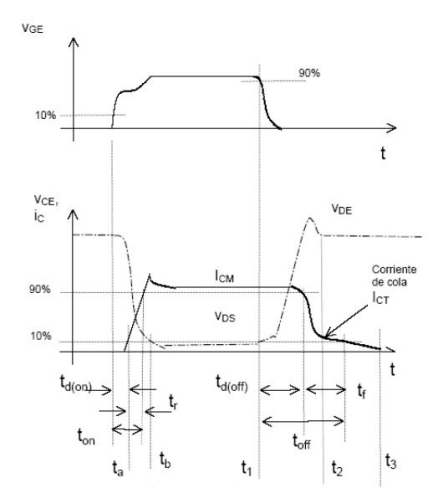 VGE
90%
10%
t
VCE,
iC
VDE
ICM
Corriente
de cola
ICT
90%
VDS
10%
t
td(on)
tr
td(off)
tf
ton
toff
ta
tb
t1
t2
t3